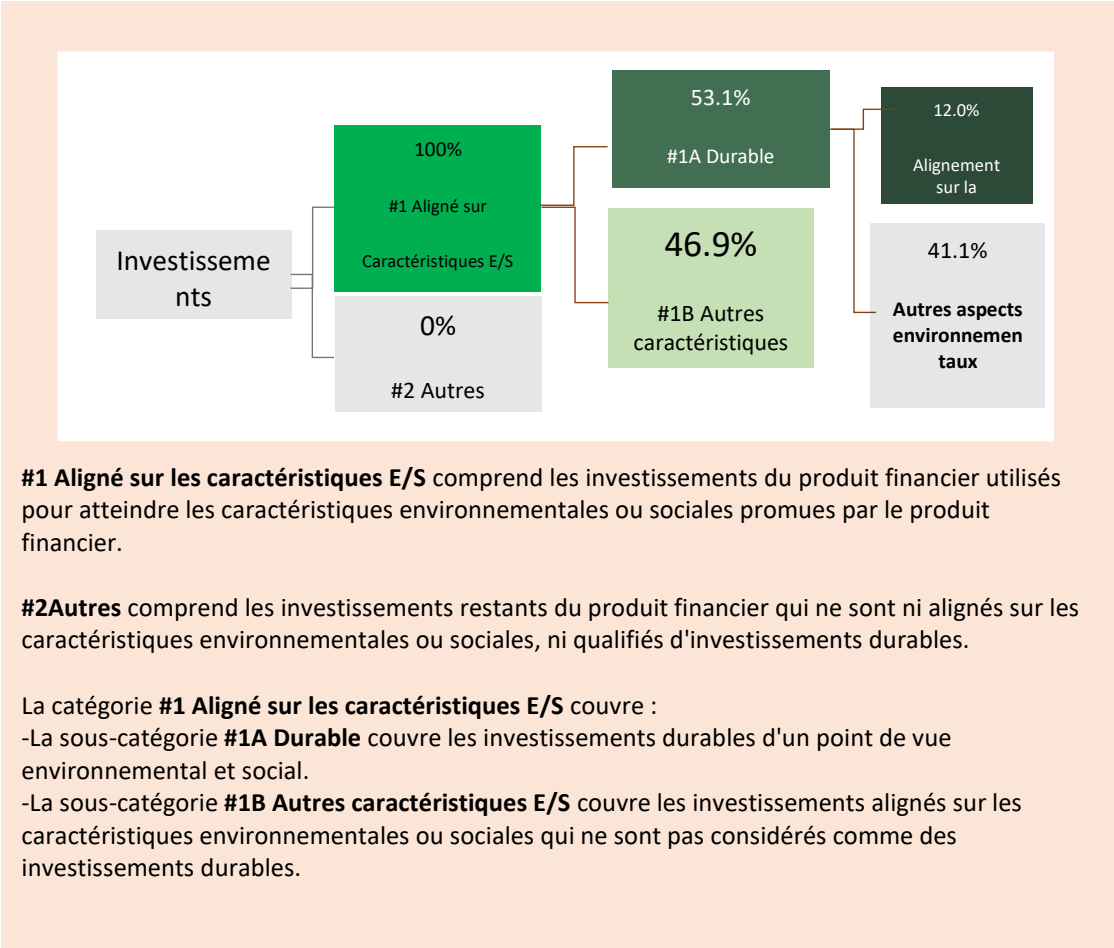 Investisseme
nts
100%
#1 Aligné sur
Caractéristiques E/S
0%
#2 Autres
53.1%
#1A Durable
46.9%
#1B Autres
caractéristiques
12.0%
Alignement
sur la
41.1%
Autres aspects
environnemen
taux
#1 Aligné sur les caractéristiques E/S comprend les investissements du produit financier utilisés
pour atteindre les caractéristiques environnementales ou sociales promues par le produit
financier.
#2Autres comprend les investissements restants du produit financier qui ne sont ni alignés sur les
caractéristiques environnementales ou sociales, ni qualifiés d'investissements durables.
La catégorie #1 Aligné sur les caractéristiques E/S couvre :
-La sous-catégorie #1A Durable couvre les investissements durables d'un point de vue
environnemental et social.
-La sous-catégorie #1B Autres caractéristiques E/S couvre les investissements alignés sur les
caractéristiques environnementales ou sociales qui ne sont pas considérés comme des
investissements durables.